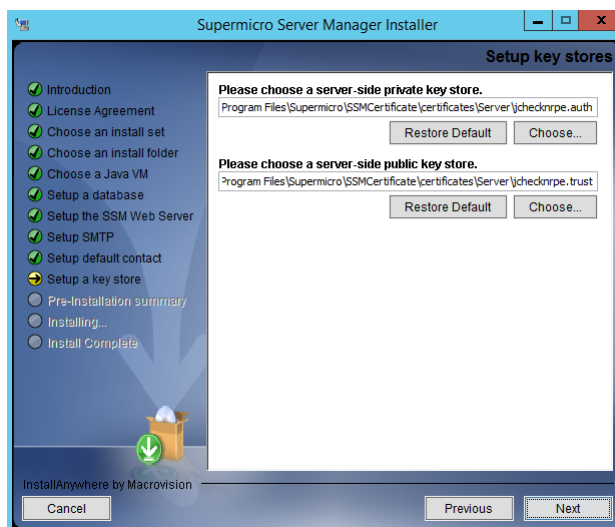 Supermicro Server Manager Installer
Setup key stores
Introduction
License Agreement
Choose an install set
Choose an install folder
Choose a Java VM
Setup a database
Setup the SSM Web Server
Setup SMTP
Setup default contact
Setup a key store
Pre-Installation summary
Installing...
Install Complete
Please choose a server-side private key store.
Program Files\Supermicro\SSMCertificate\certificates\Server\jchecknrpe.auth
Restore Default Choose...
Please choose a server-side public key store.
Program Files\Supermicro\SSMCertificate\certificates\Server\jchecknrpe.trust
Restore Default Choose...
InstallAnywhere by Macrovision
Cancel Previous Next